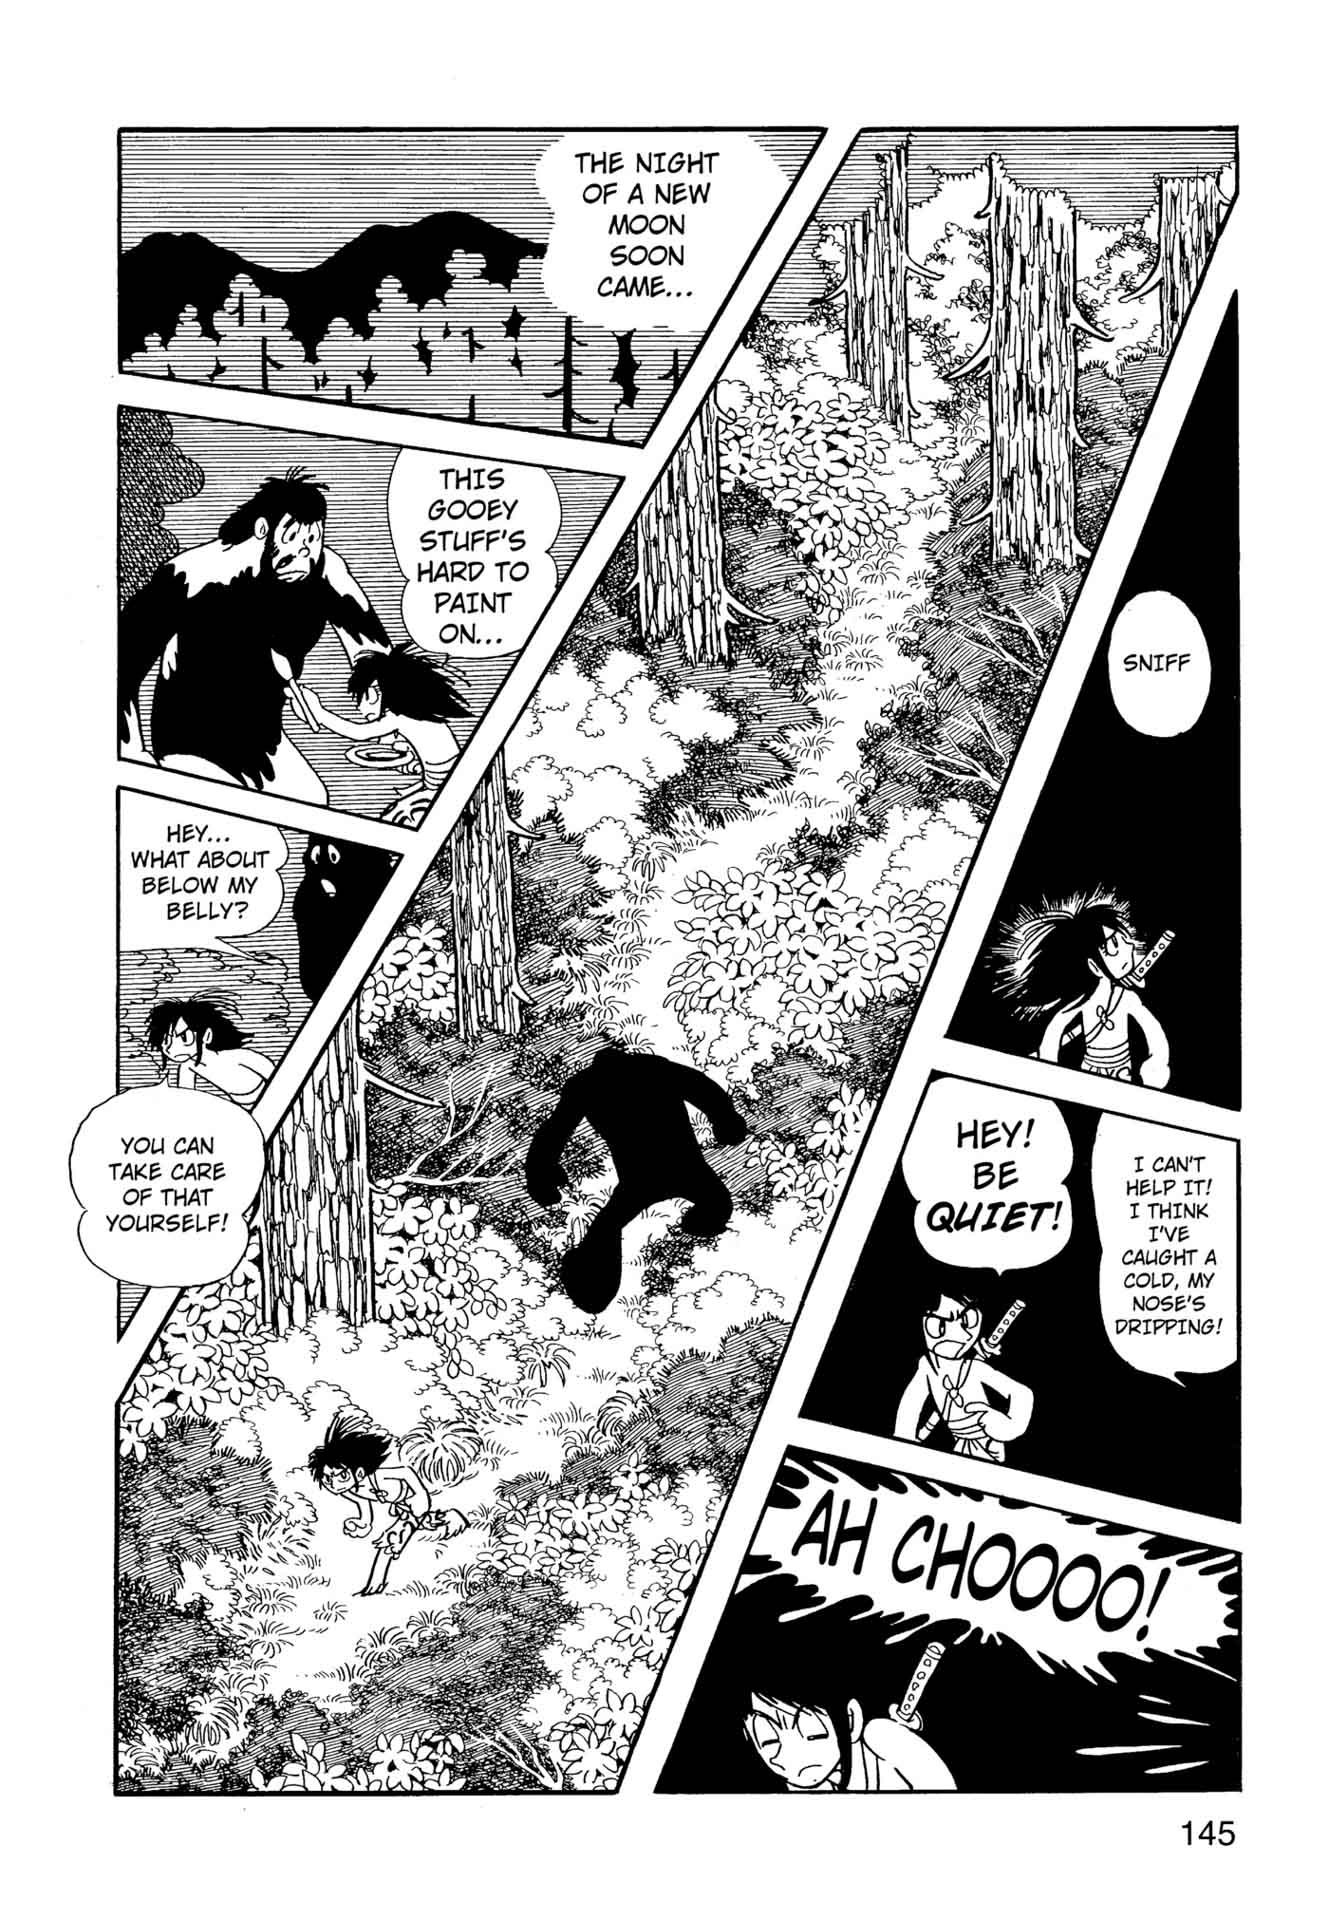 THE NIGHT
OF A NEW
MOON
SOON
CAME...
THIS
GOOEY
STUFF'S
HARD TO
PAINT
ON...
HEY...
WHAT ABOUT
BELOW MY
BELLY?
YOU CAN
TAKE CARE
OF THAT
YOURSELF!
SNIFF
HEY!
BE
QUIET!
I CAN'T
HELP IT!
I THINK
I'VE
CAUGHT A
COLD, MY
NOSE'S
DRIPPING!
AH CHOOOO!
145